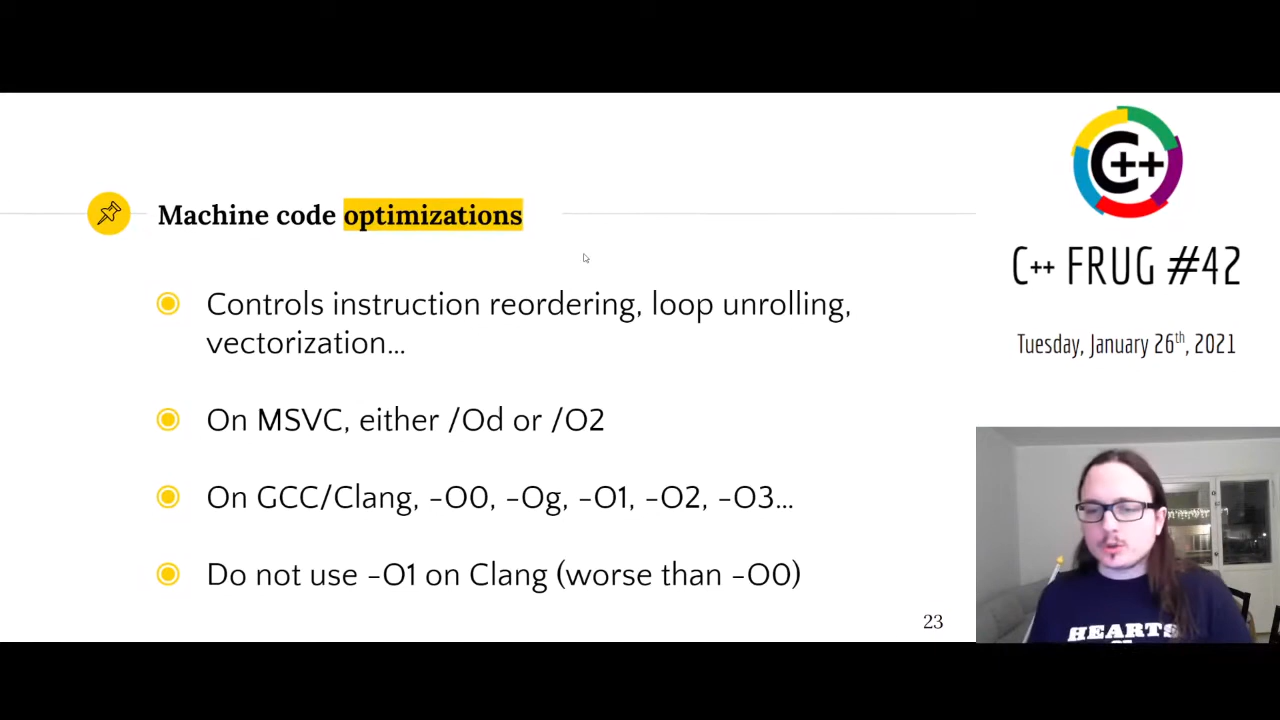 Machine code optimizations
Controls instruction reordering, loop unrolling,
vectorization...
On MSVC, either /Od or /O2
On GCC/Clang, -O0, -Og, -O1, -O2, -O3...
Do not use -O1 on Clang (worse than -O0)
23
C++
C++ FRUG #42
Tuesday, January 26th, 2021
HEARTS